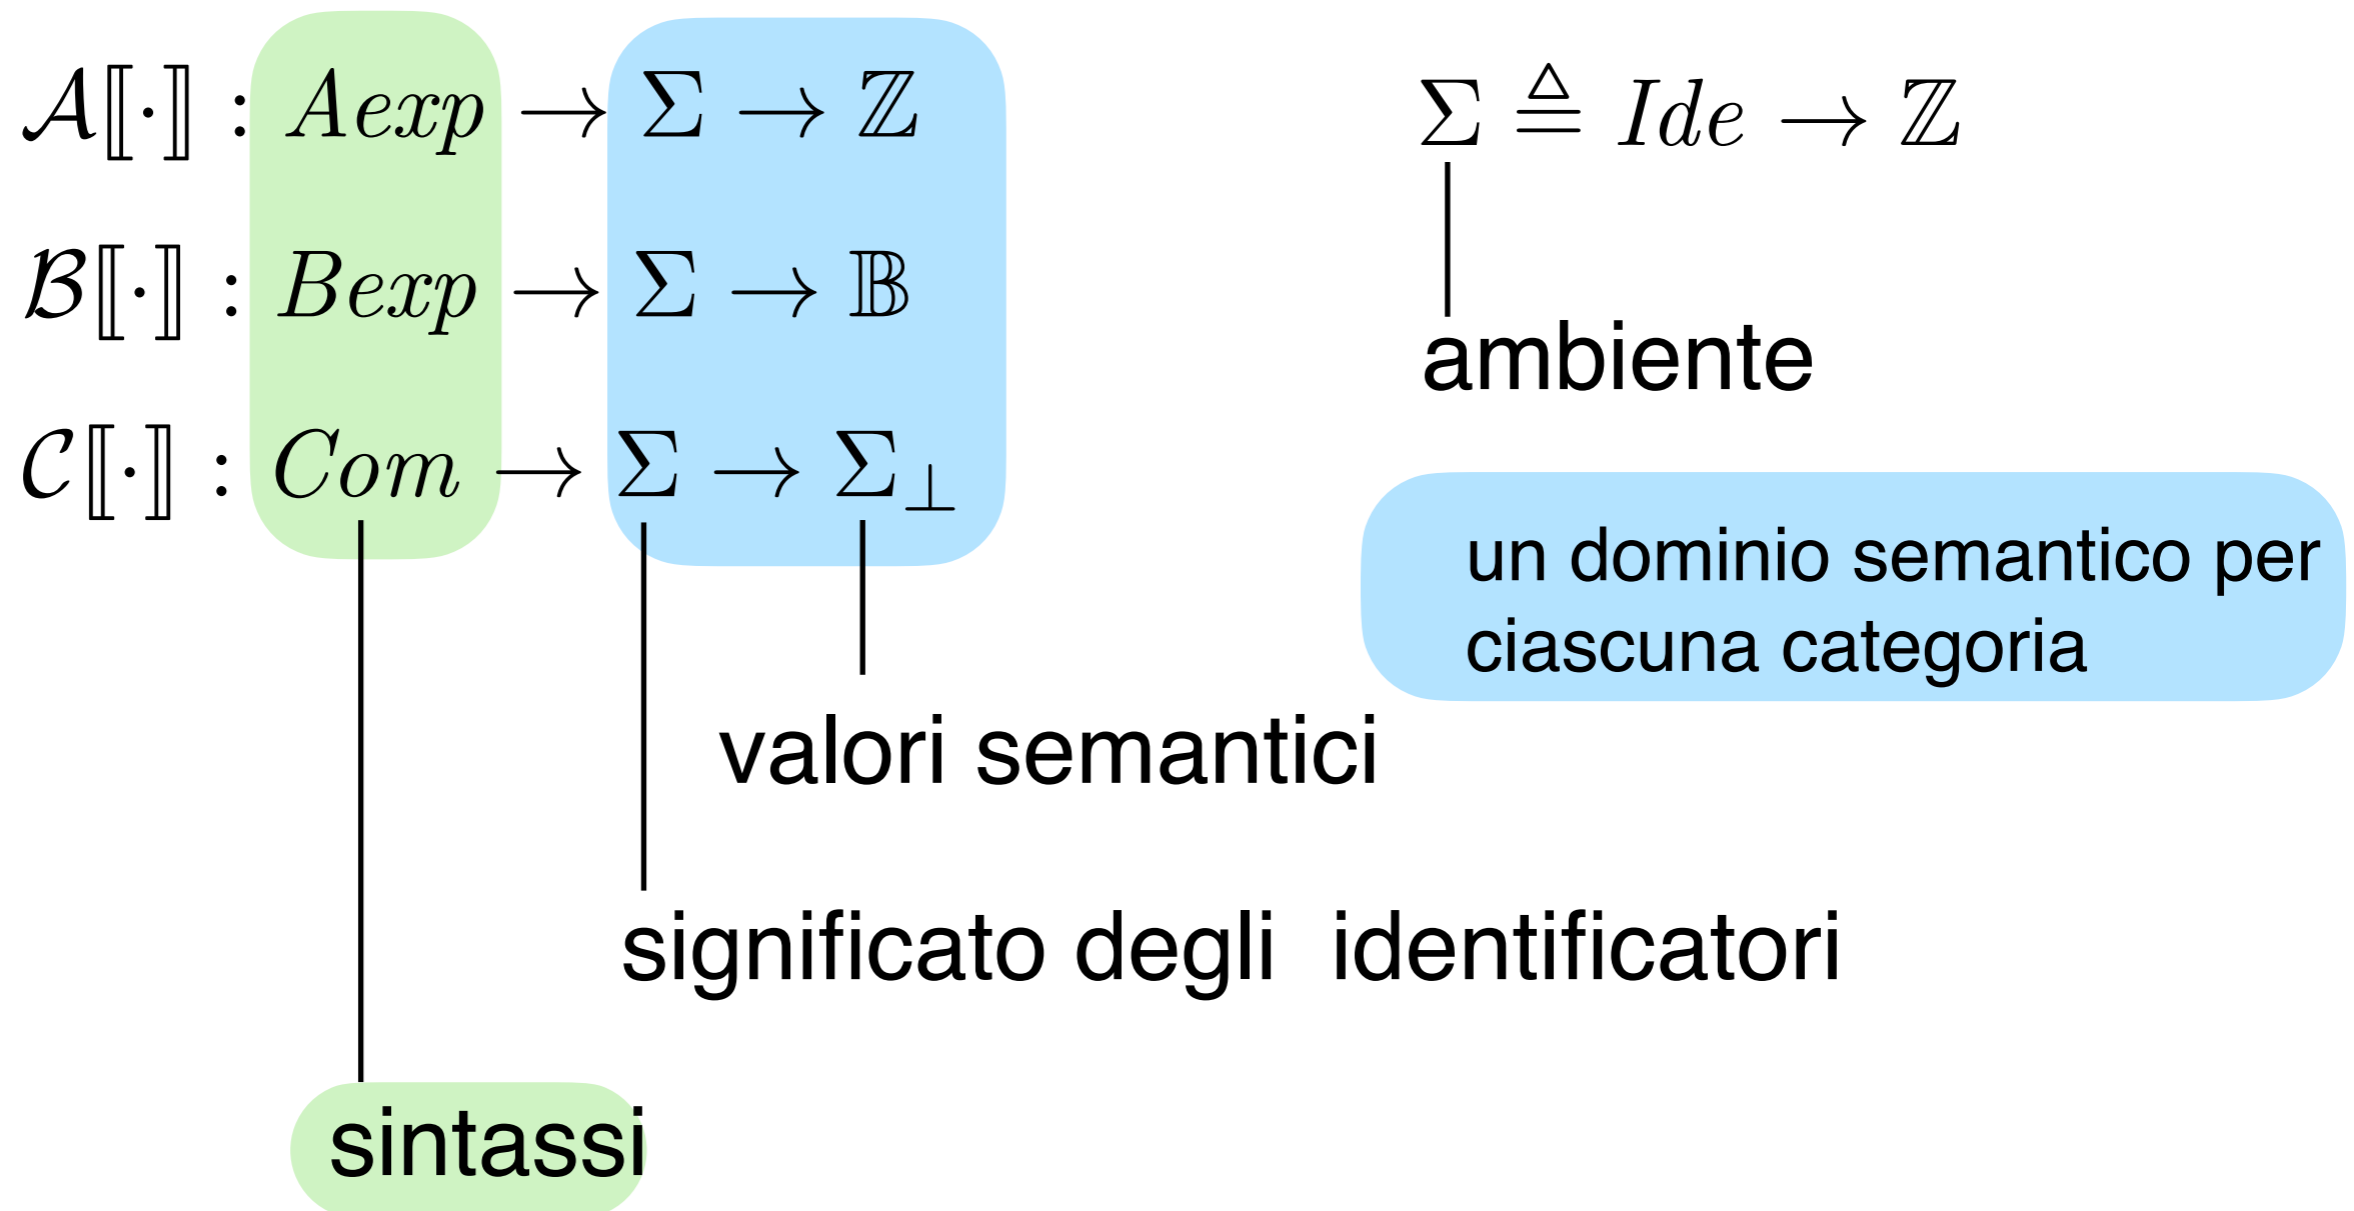 𝒜⟦·⟧ : Aexp → Σ → ℤ
Σ ≜ Ide → ℤ
ℬ⟦·⟧ : Bexp → Σ → 𝔹
ambiente
𝒞⟦·⟧ : Com → Σ → Σ⊥
un dominio semantico per
ciascuna categoria
valori semantici
significato degli identificatori
sintassi